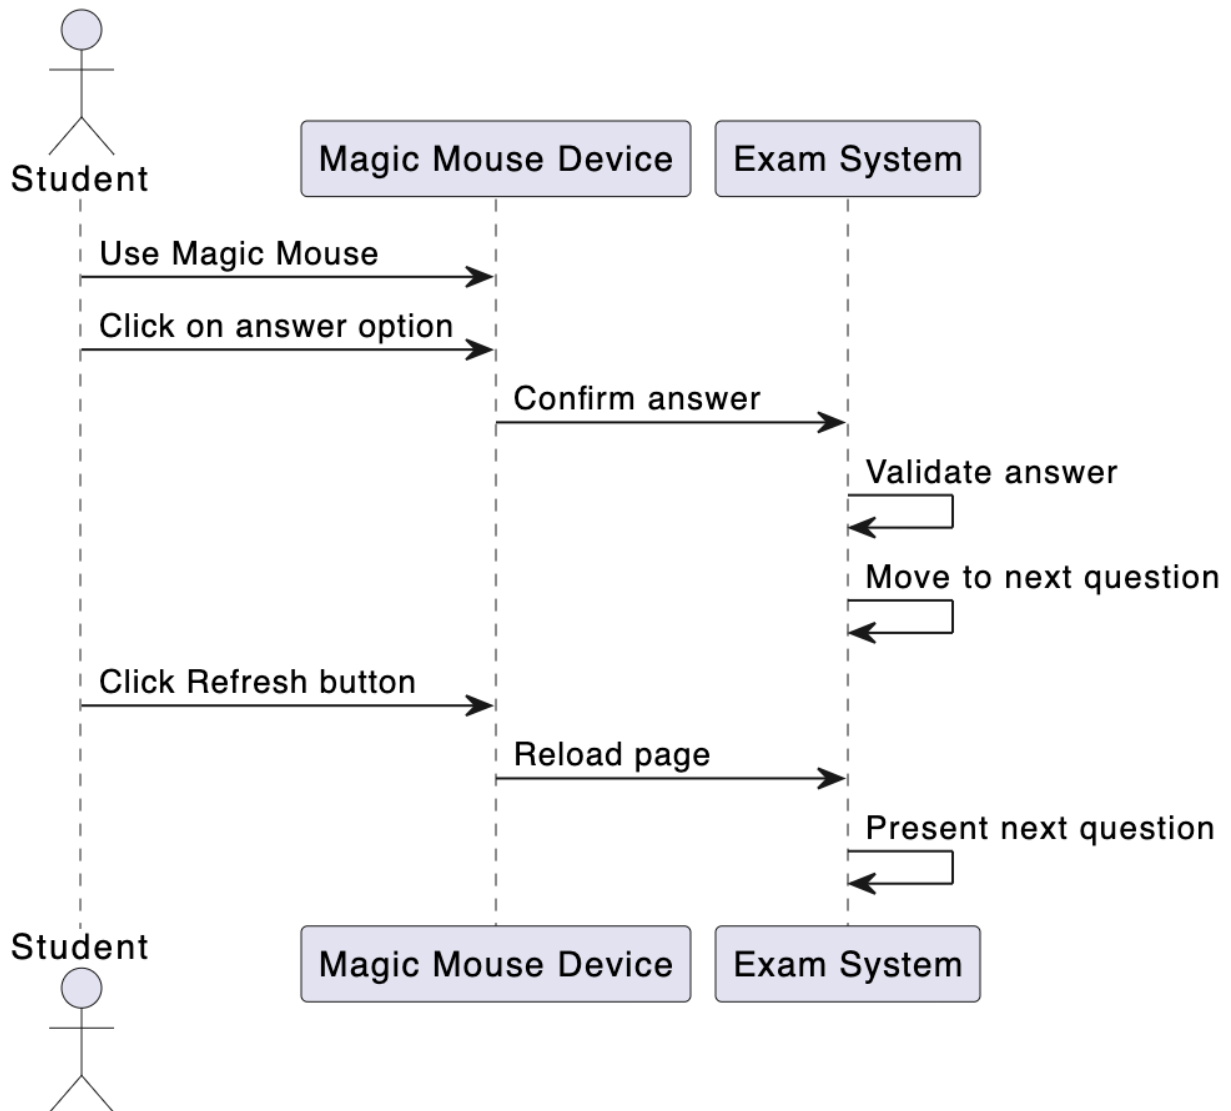 Student
Magic Mouse Device
Exam System
Use Magic Mouse
Click on answer option
Confirm answer
Validate answer
Move to next question
Click Refresh button
Reload page
Present next question
Student
Magic Mouse Device
Exam System